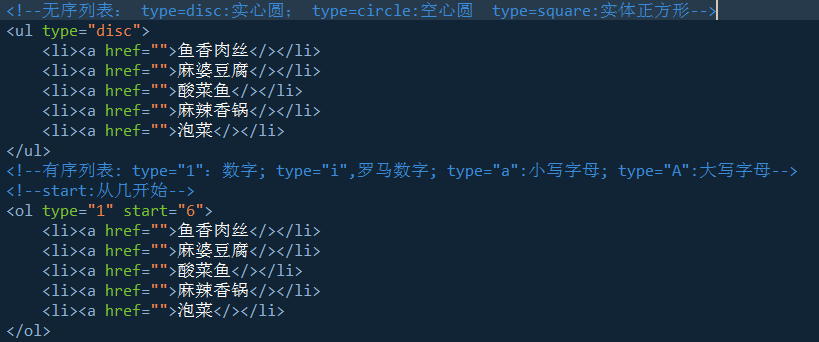 <!--无序列表： type=disc:实心圆； type=circle:空心圆  type=square:实体正方形-->
<ul type="disc">
    <li><a href="">鱼香肉丝</></li>
    <li><a href="">麻婆豆腐</></li>
    <li><a href="">酸菜鱼</></li>
    <li><a href="">麻辣香锅</></li>
    <li><a href="">泡菜</></li>
</ul>
<!--有序列表: type="1"：数字; type="i",罗马数字; type="a":小写字母; type="A":大写字母-->
<!--start:从几开始-->
<ol type="1" start="6">
    <li><a href="">鱼香肉丝</></li>
    <li><a href="">麻婆豆腐</></li>
    <li><a href="">酸菜鱼</></li>
    <li><a href="">麻辣香锅</></li>
    <li><a href="">泡菜</></li>
</ol>